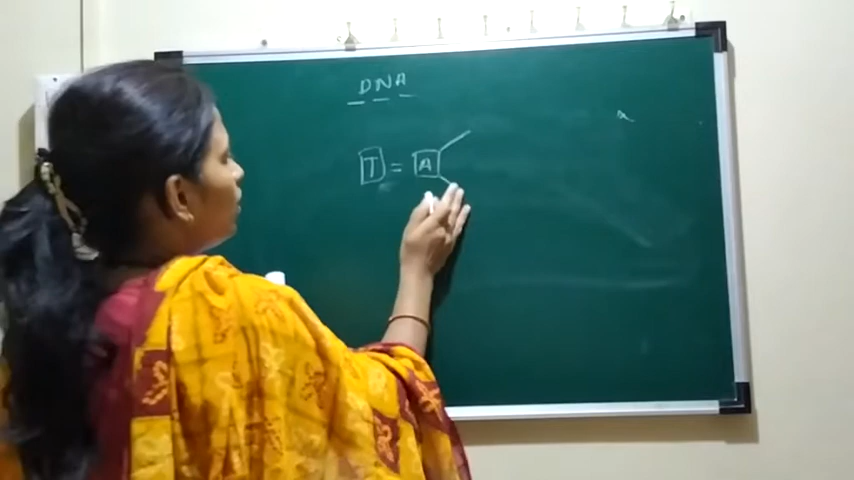 DNA
T = A